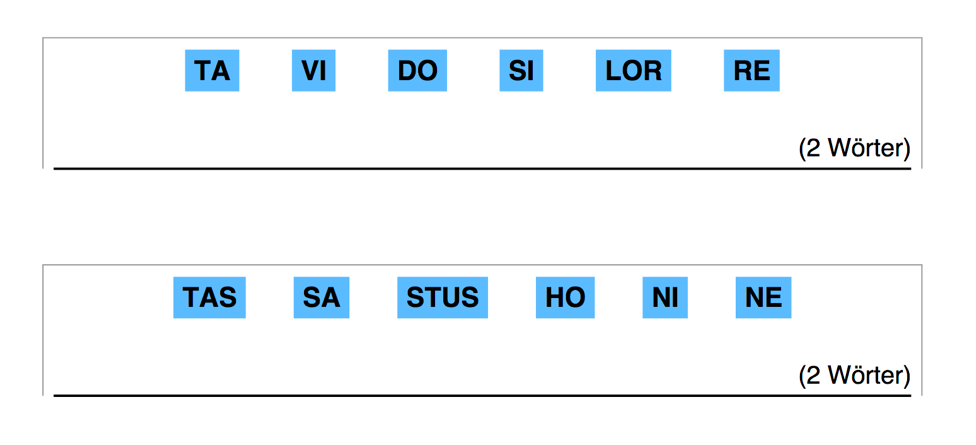 TA VI DO SI LOR RE
(2 Wörter)
TAS SA STUS HO NI NE
(2 Wörter)